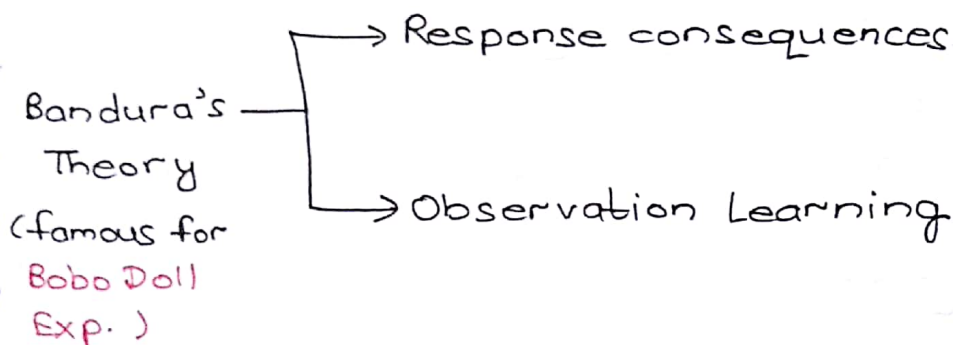 Response consequences
Bandura's
Theory
(famous for
Bobo Doll
Exp.)
Observation Learning